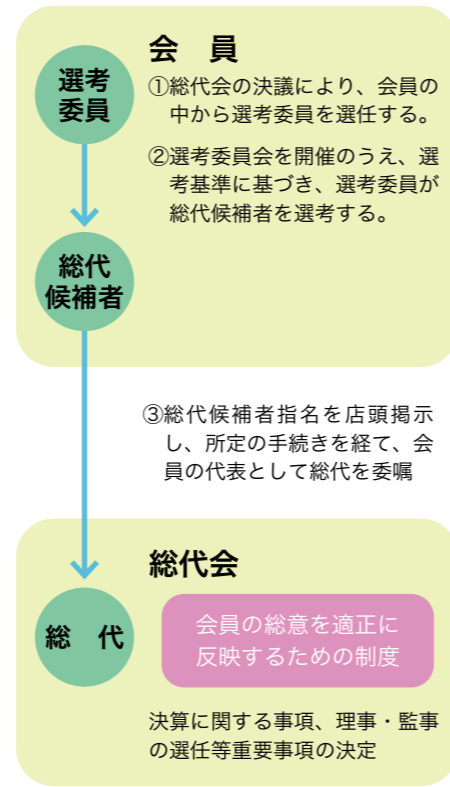 会　員
選考
委員
①総代会の決議により、会員の
中から選考委員を選任する。
②選考委員会を開催のうえ、選
考基準に基づき、選考委員が
総代候補者を選考する。
総代
候補者
③総代候補者指名を店頭掲示
し、所定の手続きを経て、会
員の代表として総代を委嘱
総代会
総　代
会員の総意を適正に
反映するための制度
決算に関する事項、理事・監事
の選任等重要事項の決定